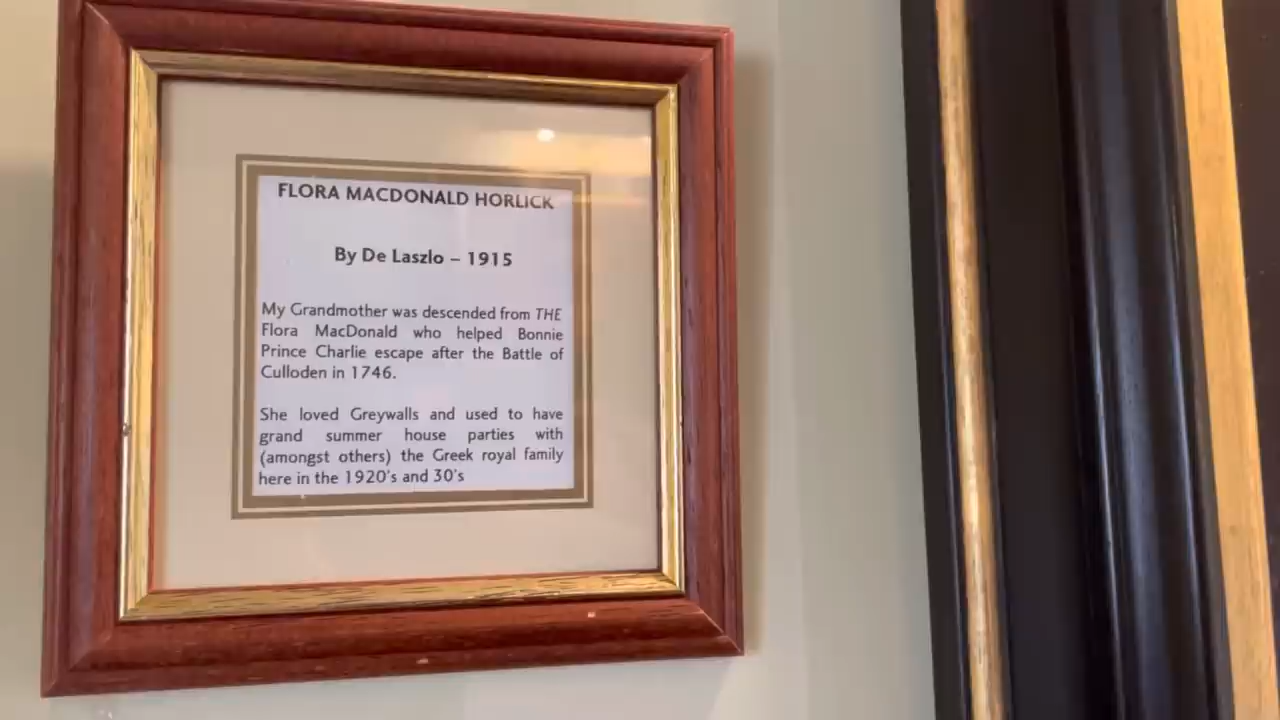 FLORA MACDONALD HORLICK
By De Laszlo – 1915
My Grandmother was descended from THE
Flora MacDonald who helped Bonnie
Prince Charlie escape after the Battle of
Culloden in 1746.
She loved Greywalls and used to have
grand summer house parties with
(amongst others) the Greek royal family
here in the 1920's and 30's